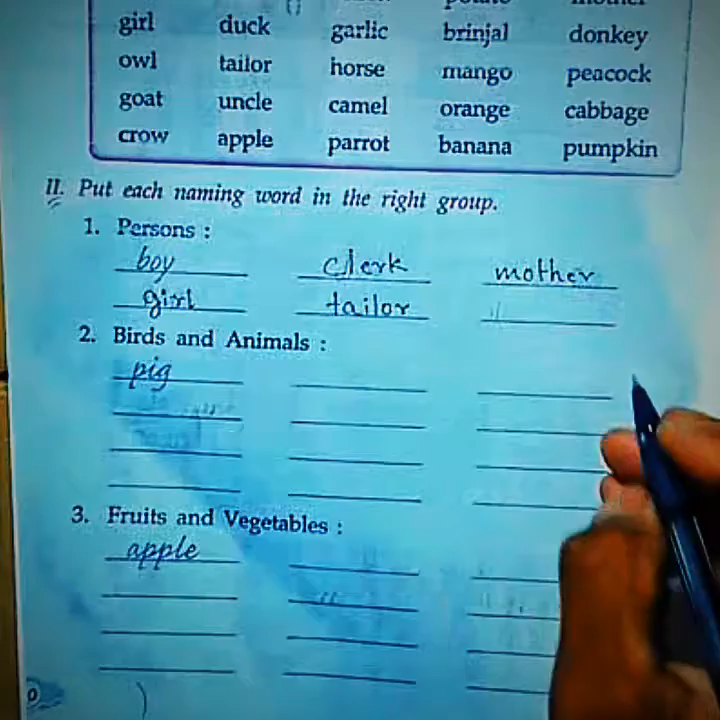 girl duck garlic brinjal donkey
owl tailor horse mango peacock
goat uncle camel orange cabbage
crow apple parrot banana pumpkin
II. Put each naming word in the right group.
1. Persons :
boy clerk mother
girl tailor
2. Birds and Animals :
pig
3. Fruits and Vegetables :
apple